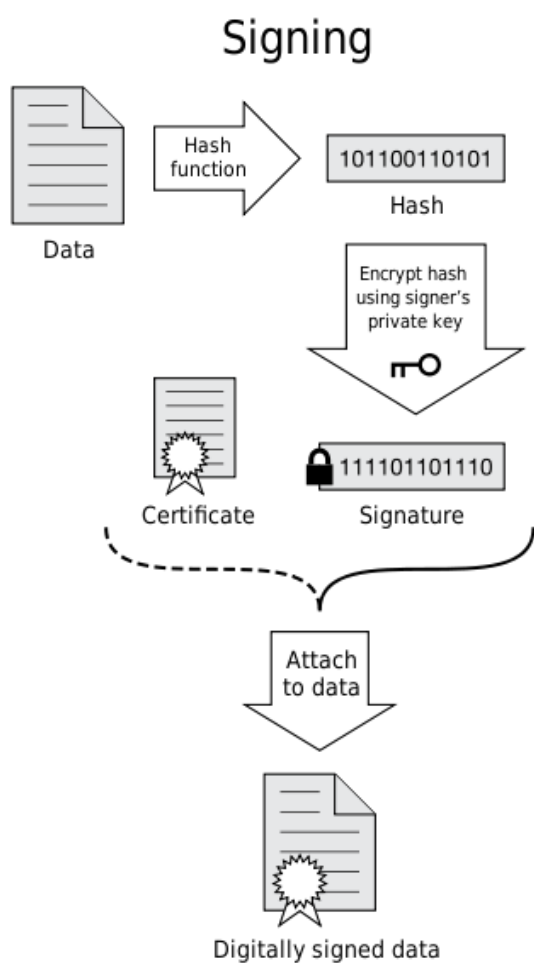 Signing
Hash
function
101100110101
Hash
Data
Encrypt hash
using signer's
private key
111101101110
Certificate
Signature
Attach
to data
Digitally signed data